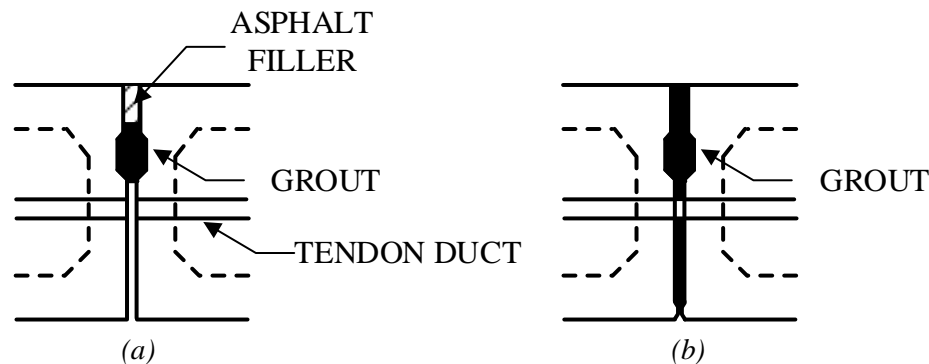 ASPHALT
FILLER
GROUT
TENDON DUCT
(a)
GROUT
(b)